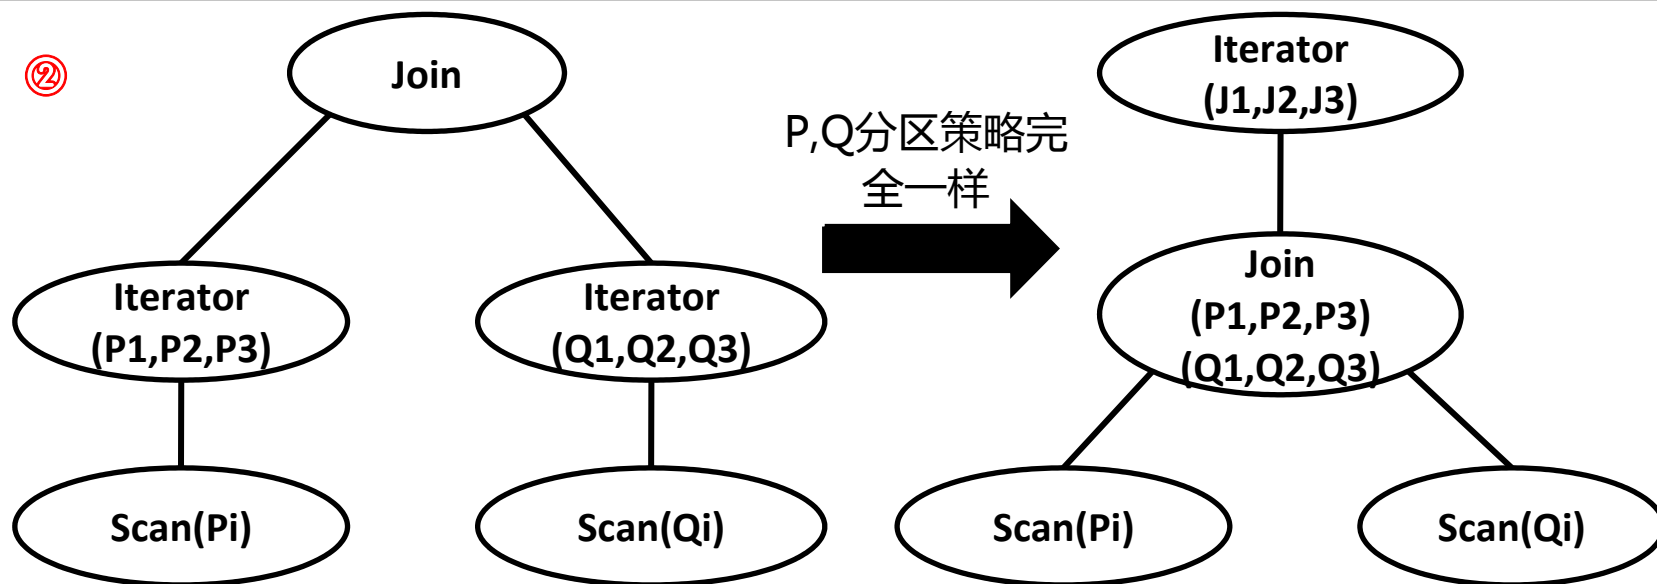 ②
Join
Iterator
(P1,P2,P3)
Iterator
(Q1,Q2,Q3)
Scan(Pi)
Scan(Qi)
P,Q分区策略完
全一样
Iterator
(J1,J2,J3)
Join
(P1,P2,P3)
(Q1,Q2,Q3)
Scan(Pi)
Scan(Qi)